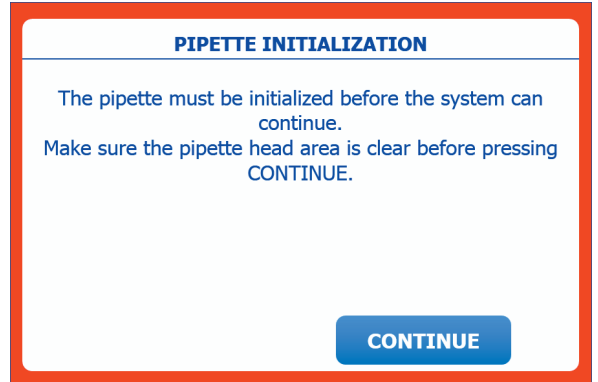 PIPETTE INITIALIZATION
The pipette must be initialized before the system can
continue.
Make sure the pipette head area is clear before pressing
CONTINUE.
CONTINUE